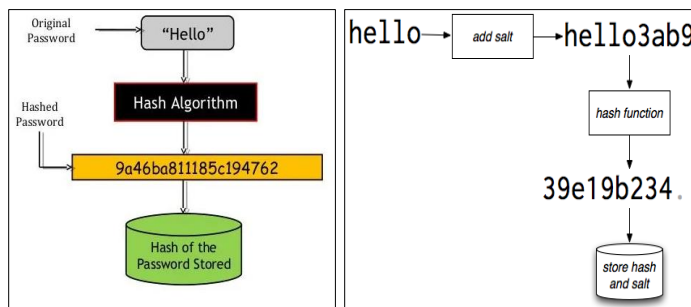 Original
Password
“Hello”
Hash Algorithm
Hashed
Password
9a46ba811185c194762
Hash of the
Password Stored
hello
add salt
hello3ab9
hash function
39e19b234.
store hash
and salt